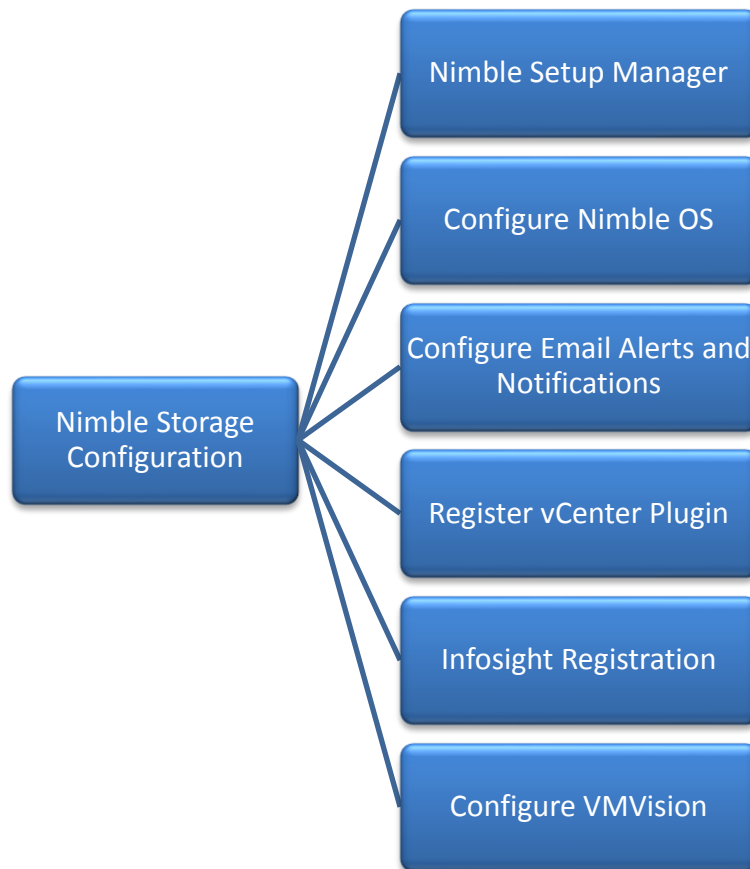 Nimble Setup Manager
Configure Nimble OS
Configure Email Alerts and
Notifications
Nimble Storage
Configuration
Register vCenter Plugin
Infosight Registration
Configure VMVision